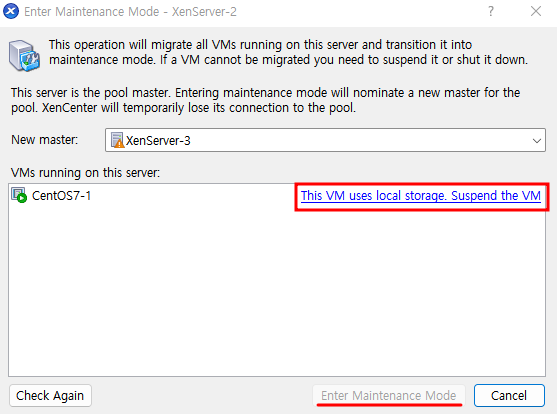 Enter Maintenance Mode - XenServer-2
This operation will migrate all VMs running on this server and transition it into
maintenance mode. If a VM cannot be migrated you need to suspend it or shut it down.
This server is the pool master. Entering maintenance mode will nominate a new master for the
pool. XenCenter will temporarily lose its connection to the pool.
New master: XenServer-3
VMs running on this server:
CentOS7-1 This VM uses local storage. Suspend the VM
Check Again Enter Maintenance Mode Cancel